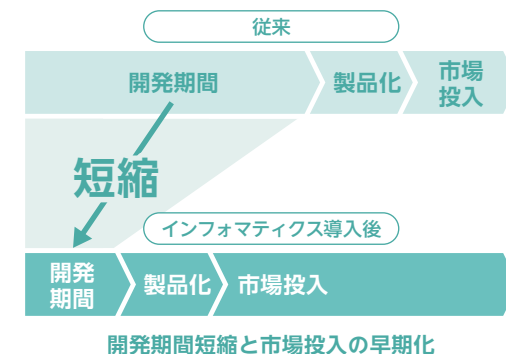 従来
開発期間
製品化
市場
投入
短縮
インフォマティクス導入後
開発
期間
製品化
市場投入
開発期間短縮と市場投入の早期化